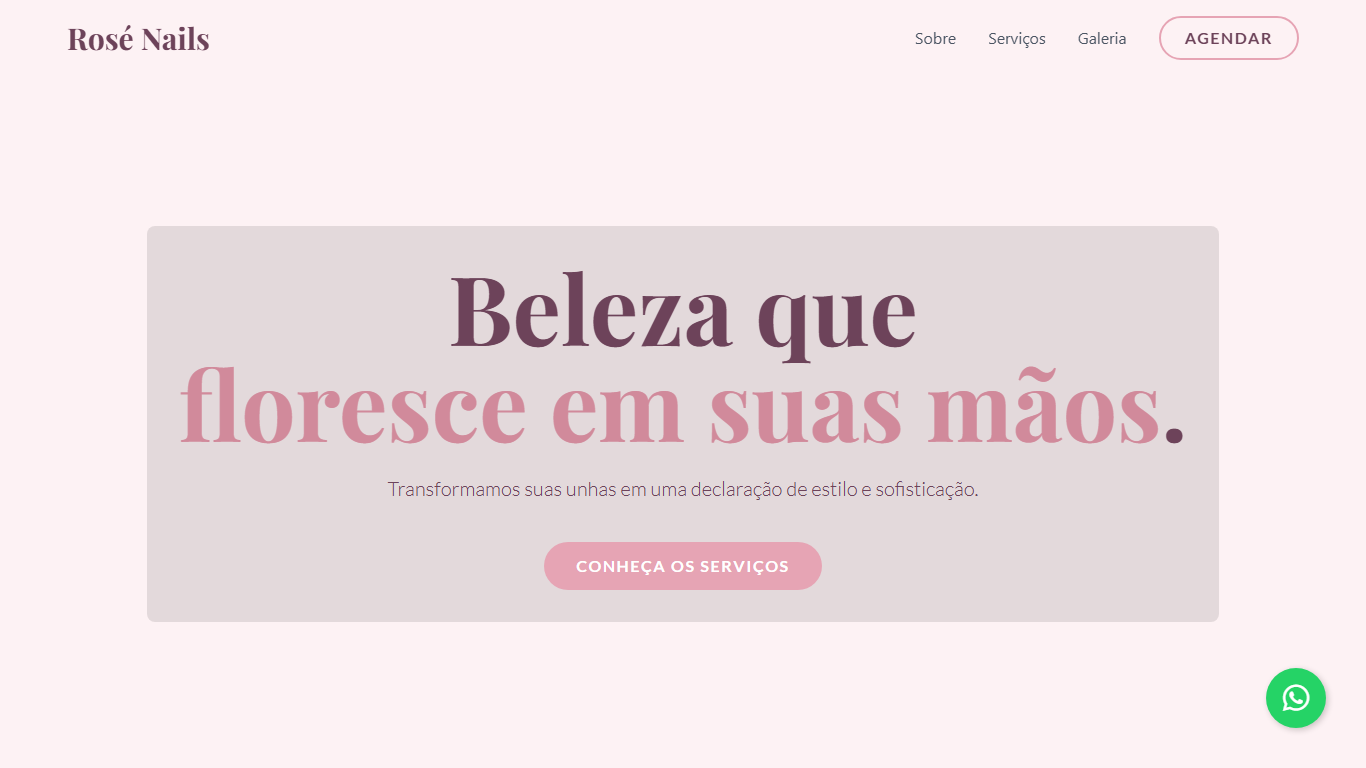 Rosé Nails
Sobre
Serviços
Galeria
AGENDAR
Beleza que
floresce em suas mãos.
Transformamos suas unhas em uma declaração de estilo e sofisticação.
CONHEÇA OS SERVIÇOS